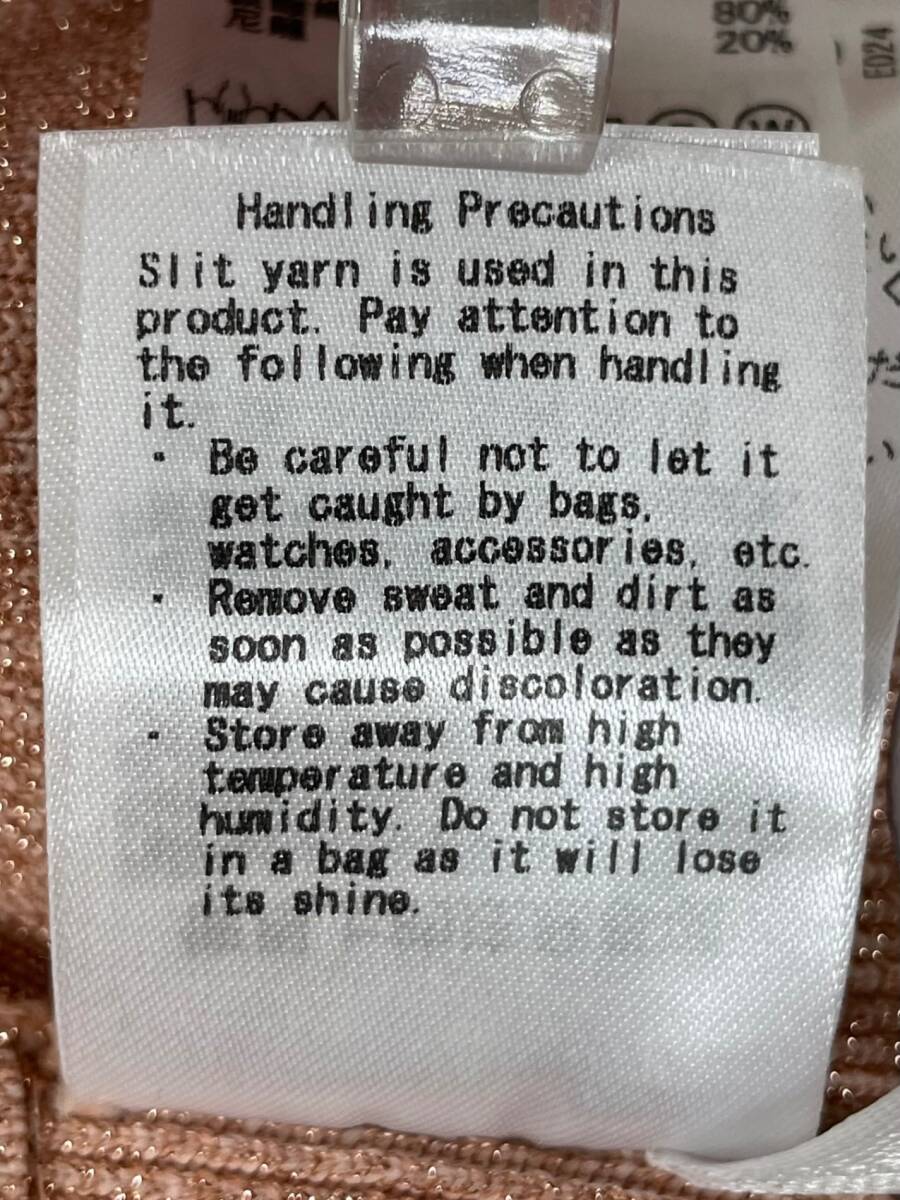 80%
20%
ED24
Handling Precautions
Slit yarn is used in this
product. Pay attention to
the following when handling
it.
・ Be careful not to let it
get caught by bags,
watches, accessories, etc.
・ Remove sweat and dirt as
soon as possible as they
may cause discoloration.
・ Store away from high
temperature and high
humidity. Do not store it
in a bag as it will lose
its shine.